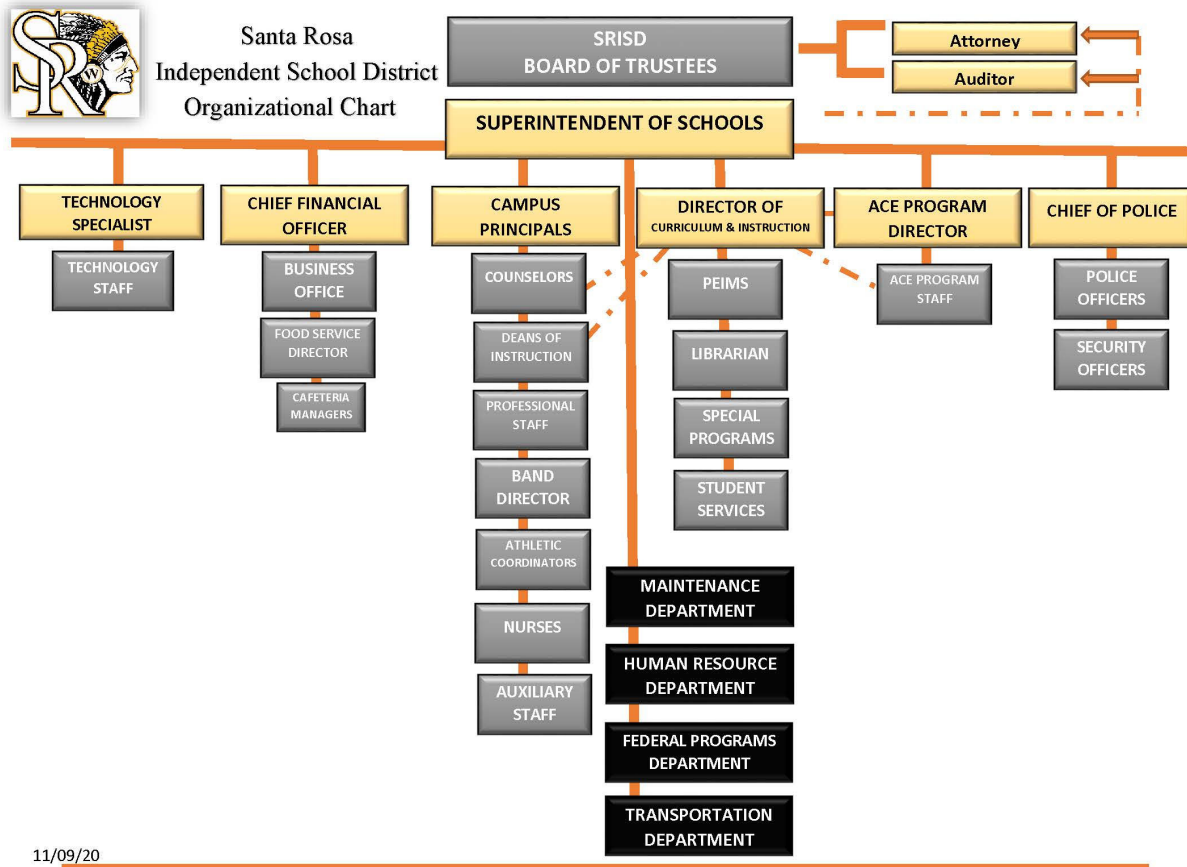 SR
W
Santa Rosa
Independent School District
Organizational Chart
SRISD
BOARD OF TRUSTEES
Attorney
Auditor
SUPERINTENDENT OF SCHOOLS
TECHNOLOGY
SPECIALIST
TECHNOLOGY
STAFF
CHIEF FINANCIAL
OFFICER
BUSINESS
OFFICE
FOOD SERVICE
DIRECTOR
CAFETERIA
MANAGERS
CAMPUS
PRINCIPALS
COUNSELORS
DEANS OF
INSTRUCTION
PROFESSIONAL
STAFF
BAND
DIRECTOR
ATHLETIC
COORDINATORS
NURSES
AUXILIARY
STAFF
DIRECTOR OF
CURRICULUM & INSTRUCTION
PEIMS
LIBRARIAN
SPECIAL
PROGRAMS
STUDENT
SERVICES
ACE PROGRAM
DIRECTOR
ACE PROGRAM
STAFF
CHIEF OF POLICE
POLICE
OFFICERS
SECURITY
OFFICERS
MAINTENANCE
DEPARTMENT
HUMAN RESOURCE
DEPARTMENT
FEDERAL PROGRAMS
DEPARTMENT
TRANSPORTATION
DEPARTMENT
11/09/20